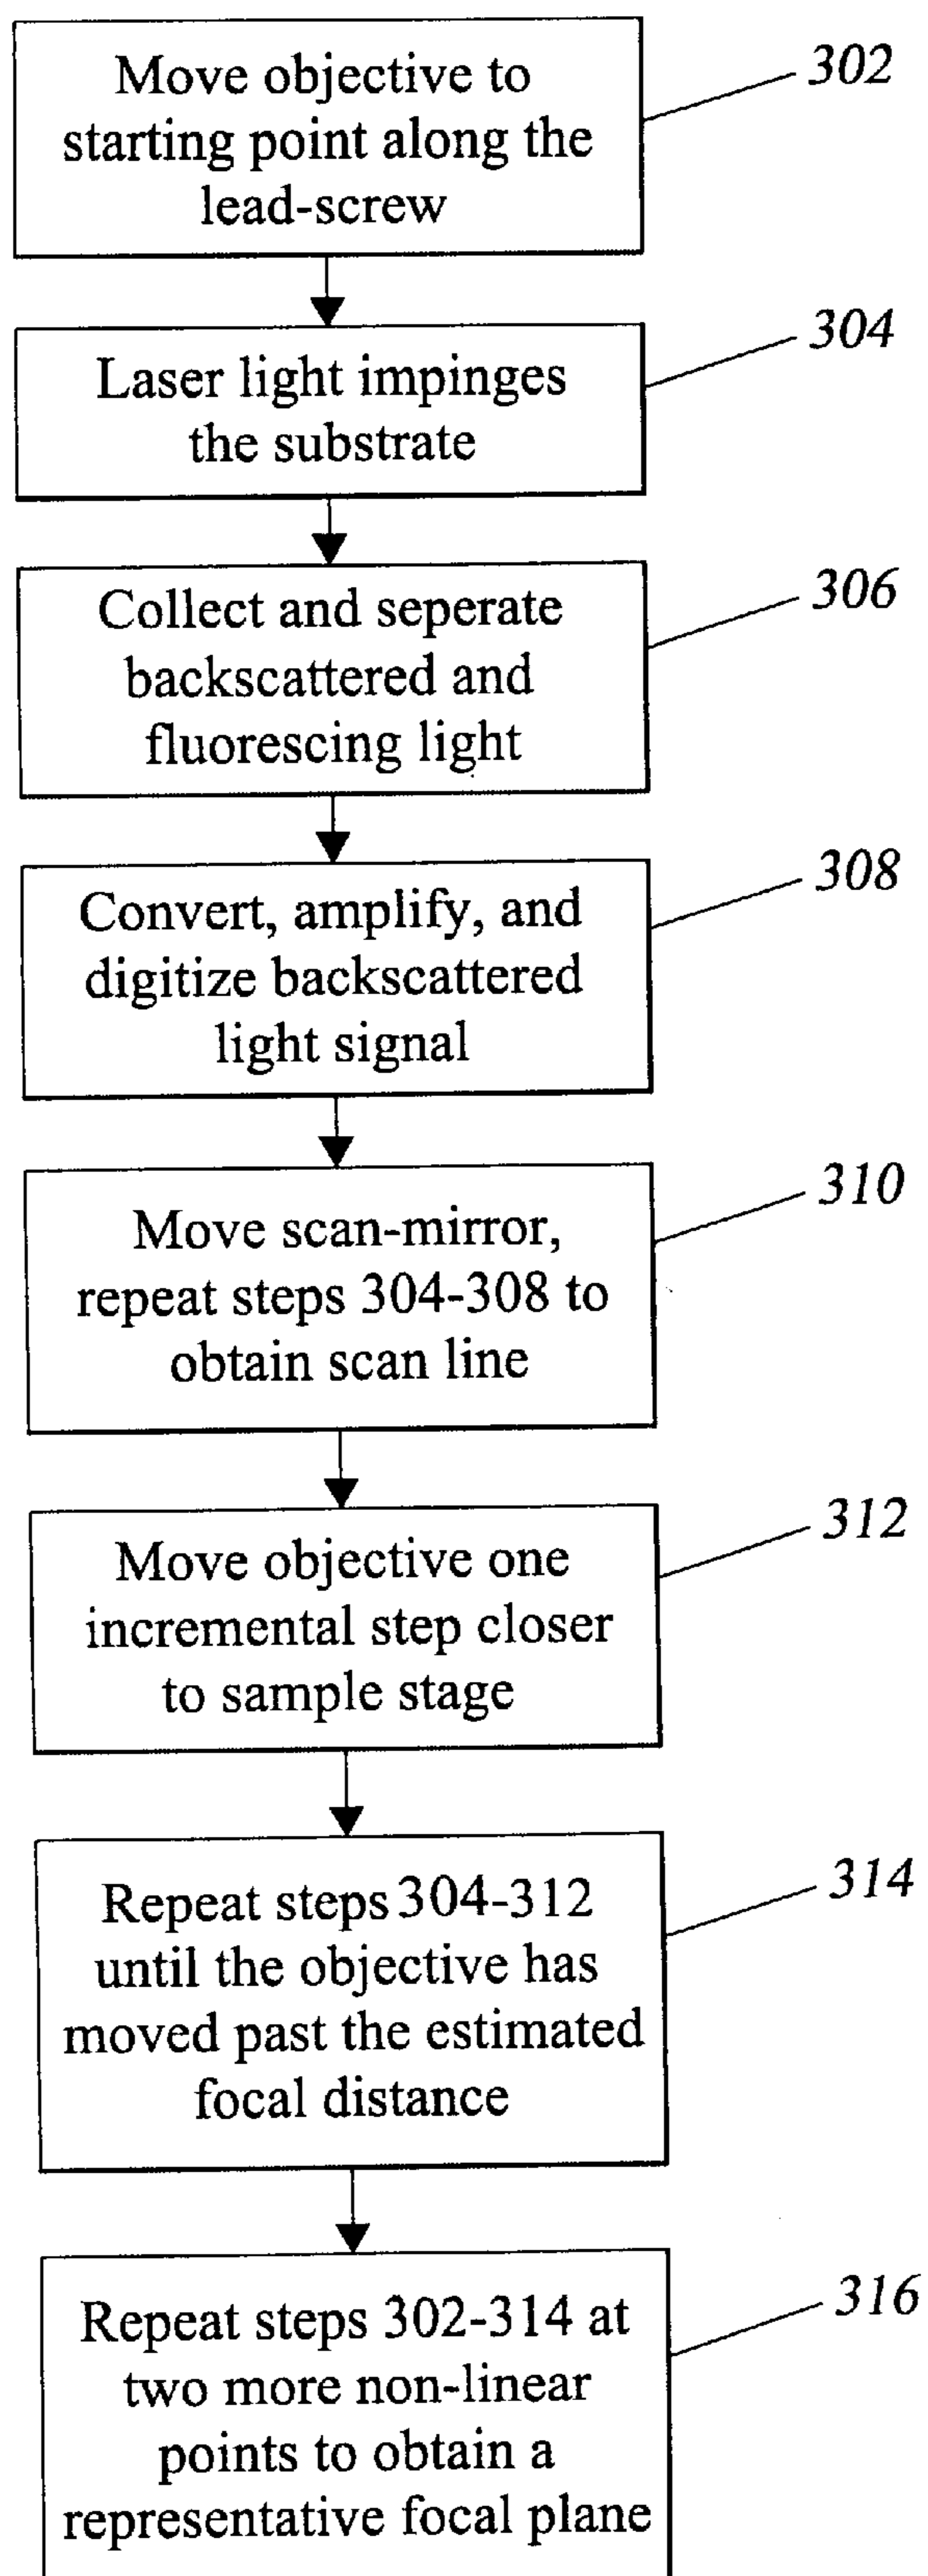 Move objective to
starting point along the
lead-screw
302
Laser light impinges
the substrate
304
Collect and seperate
backscattered and
fluorescing light
306
Convert, amplify, and
digitize backscattered
light signal
308
Move scan-mirror,
repeat steps 304-308 to
obtain scan line
310
Move objective one
incremental step closer
to sample stage
312
Repeat steps 304-312
until the objective has
moved past the estimated
focal distance
314
Repeat steps 302-314 at
two more non-linear
points to obtain a
representative focal plane
316